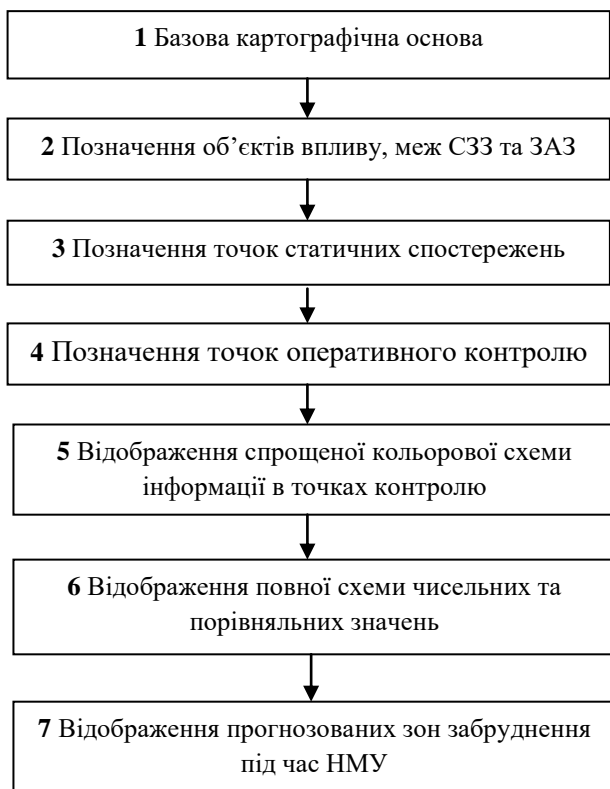 1 Базова картографічна основа
2 Позначення об’єктів впливу, меж СЗЗ та ЗАЗ
3 Позначення точок статичних спостережень
4 Позначення точок оперативного контролю
5 Відображення спрощеної кольорової схеми
інформації в точках контролю
6 Відображення повної схеми чисельних та
порівняльних значень
7 Відображення прогнозованих зон забруднення
під час НМУ